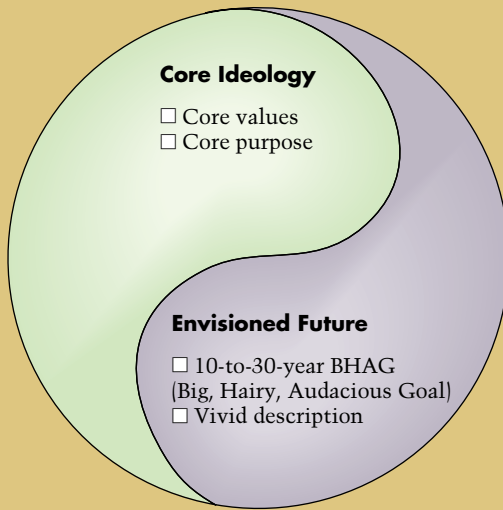 Core Ideology
☐ Core values
☐ Core purpose
Envisioned Future
☐ 10-to-30-year BHAG
(Big, Hairy, Audacious Goal)
☐ Vivid description